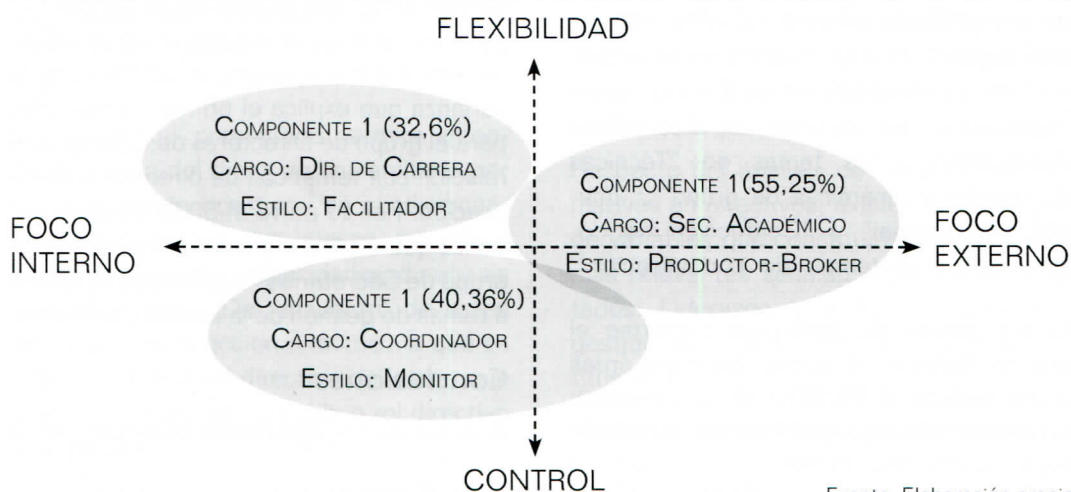 FLEXIBILIDAD
COMPONENTE 1 (32,6%)
CARGO: DIR. DE CARRERA
ESTILO: FACILITADOR
COMPONENTE 1(55,25%)
CARGO: SEC. ACADÉMICO
ESTILO: PRODUCTOR-BROKER
FOCO
INTERNO
FOCO
EXTERNO
COMPONENTE 1 (40,36%)
CARGO: COORDINADOR
ESTILO: MONITOR
CONTROL